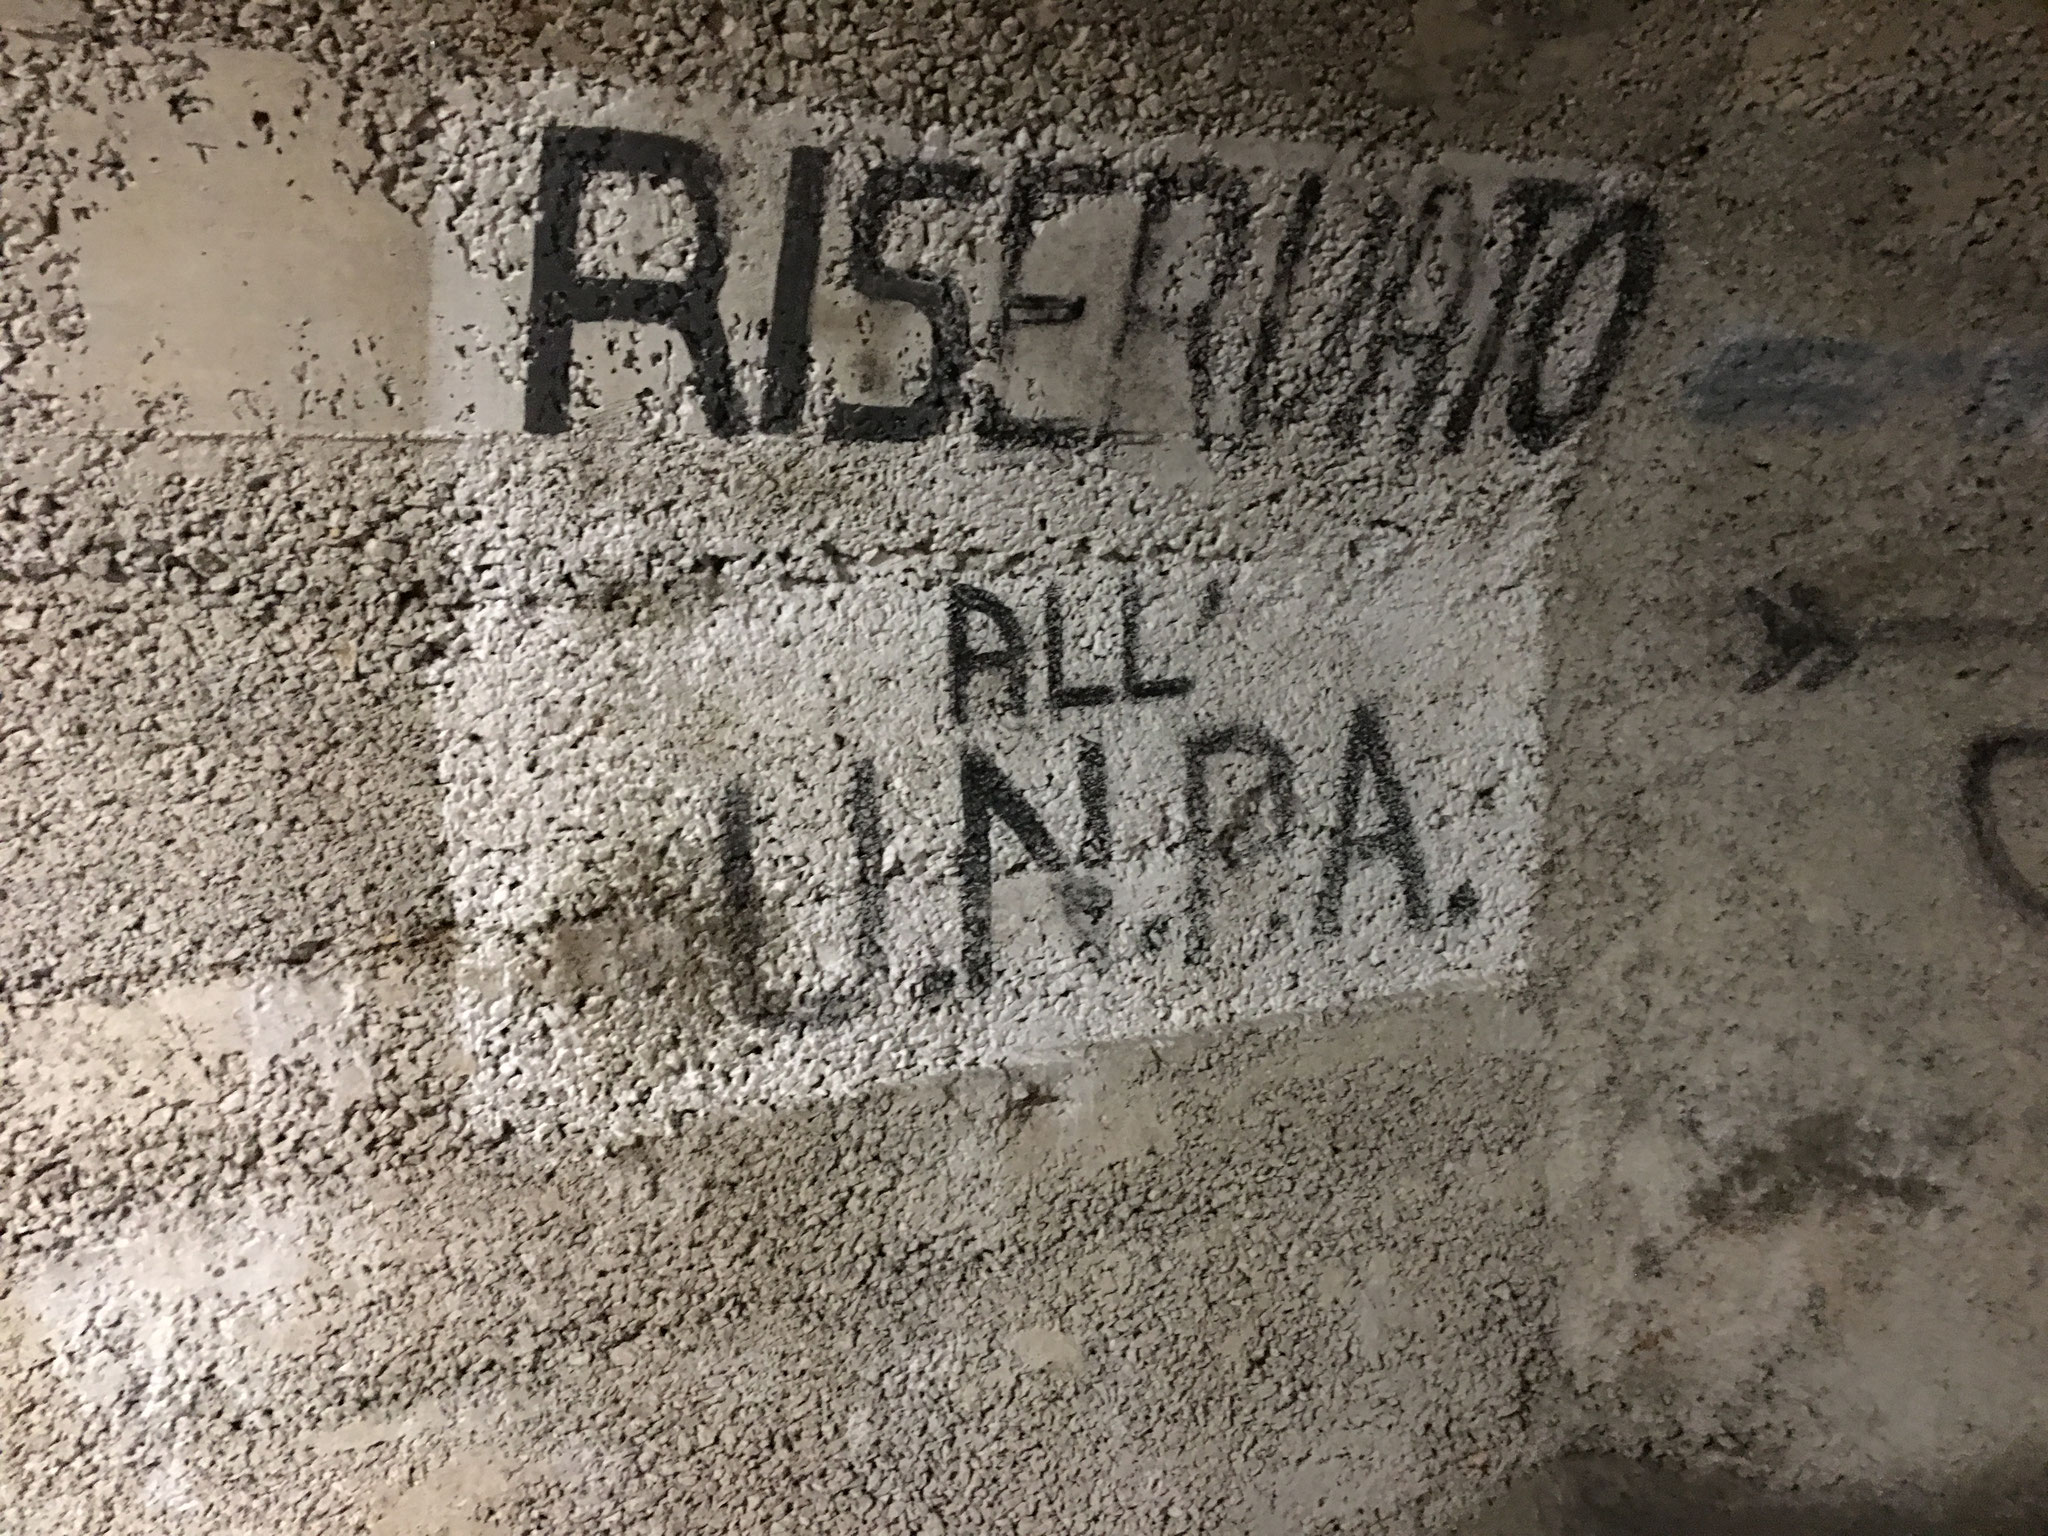 RISERVATO
ALL'
U.N.P.A.